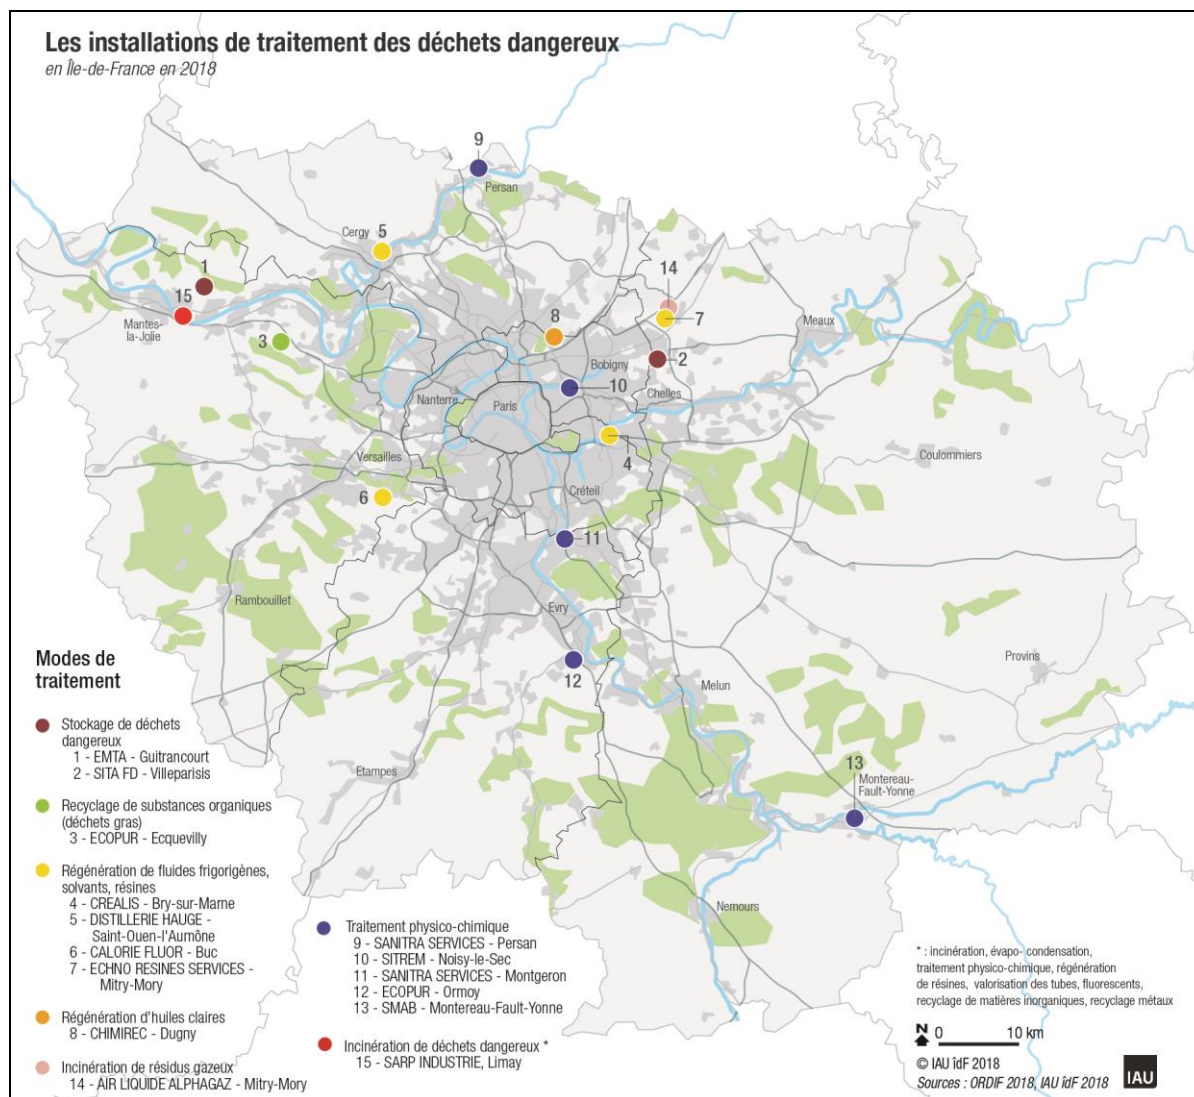 Les installations de traitement des déchets dangereux
en Île-de-France en 2018
9
Persan
Cergy
5
1
15
14
Mantes-
la-Jolie
8
7
Meaux
3
Bobigny
2
10
Nanterre
Paris
Chelles
Versailles
4
Coulommiers
6
Créteil
11
Rambouillet
Evry
12
Provins
Melun
Etampes
13
Montereau-
Fault-Yonne
Nemours
Modes de
traitement
Stockage de déchets
dangereux
1 - EMTA - Guitrancourt
2 - SITA FD - Villeparisis
Recyclage de substances organiques
(déchets gras)
3 - ECOPUR - Ecquevilly
Régénération de fluides frigorigènes,
solvants, résines
4 - CREALIS - Bry-sur-Marne
5 - DISTILLERIE HAUGE -
Saint-Ouen-l'Aumône
6 - CALORIE FLUOR - Buc
7 - ECHNO RESINES SERVICES -
Mitry-Mory
Régénération d'huiles claires
8 - CHIMIREC - Dugny
Incinération de résidus gazeux
14 - AIR LIQUIDE ALPHAGAZ - Mitry-Mory
Traitement physico-chimique
9 - SANITRA SERVICES - Persan
10 - SITREM - Noisy-le-Sec
11 - SANITRA SERVICES - Montgeron
12 - ECOPUR - Ormoy
13 - SMAB - Montereau-Fault-Yonne
Incinération de déchets dangereux *
15 - SARP INDUSTRIE, Limay
* : incinération, évapo- condensation,
traitement physico-chimique, régénération
de résines, valorisation des tubes, fluorescents,
recyclage de matières inorganiques, recyclage métaux
N 0 10 km
© IAU îdF 2018
Sources : ORDIF 2018, IAU îdF 2018
IAU